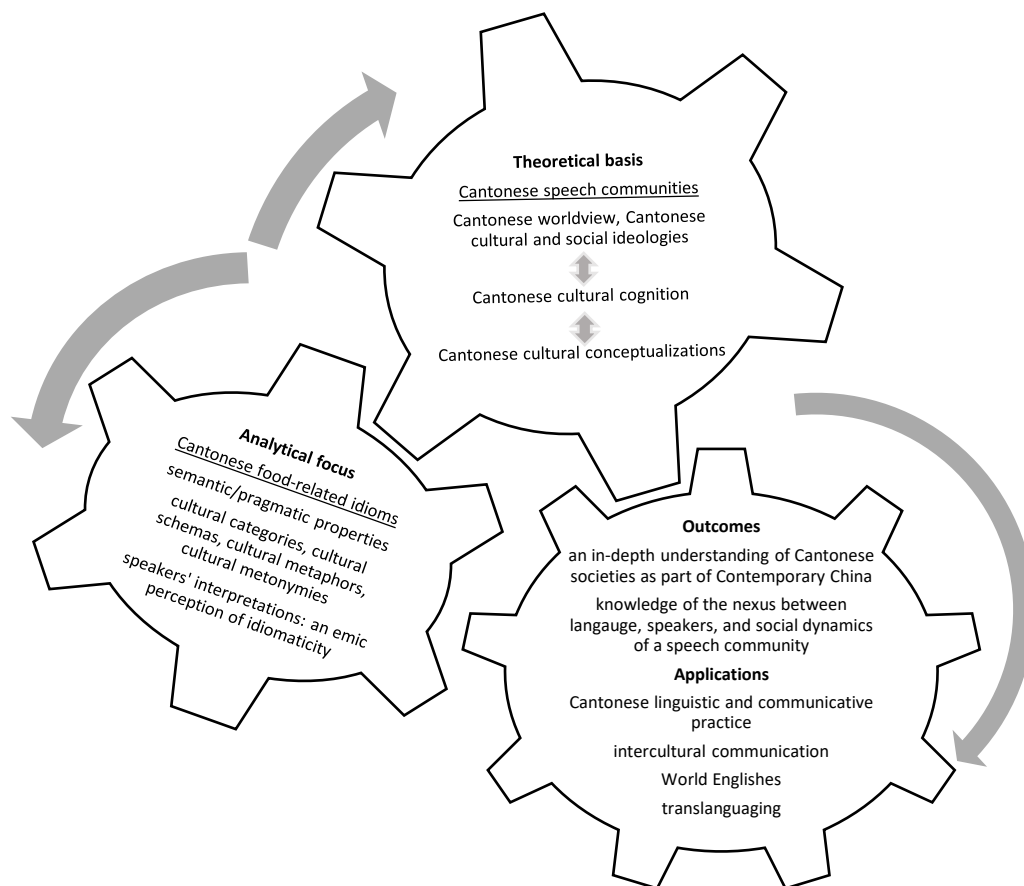 Theoretical basis
Cantonese speech communities
Cantonese worldview, Cantonese
cultural and social ideologies
Cantonese cultural cognition
Cantonese cultural conceptualizations
Analytical focus
Cantonese food-related idioms
semantic/pragmatic properties
cultural categories, cultural
schemas, cultural metaphors,
cultural metonymies
speakers' interpretations: an emic
perception of idiomaticity
Outcomes
an in-depth understanding of Cantonese
societies as part of Contemporary China
knowledge of the nexus between
langauge, speakers, and social dynamics
of a speech community
Applications
Cantonese linguistic and communicative
practice
intercultural communication
World Englishes
translanguaging